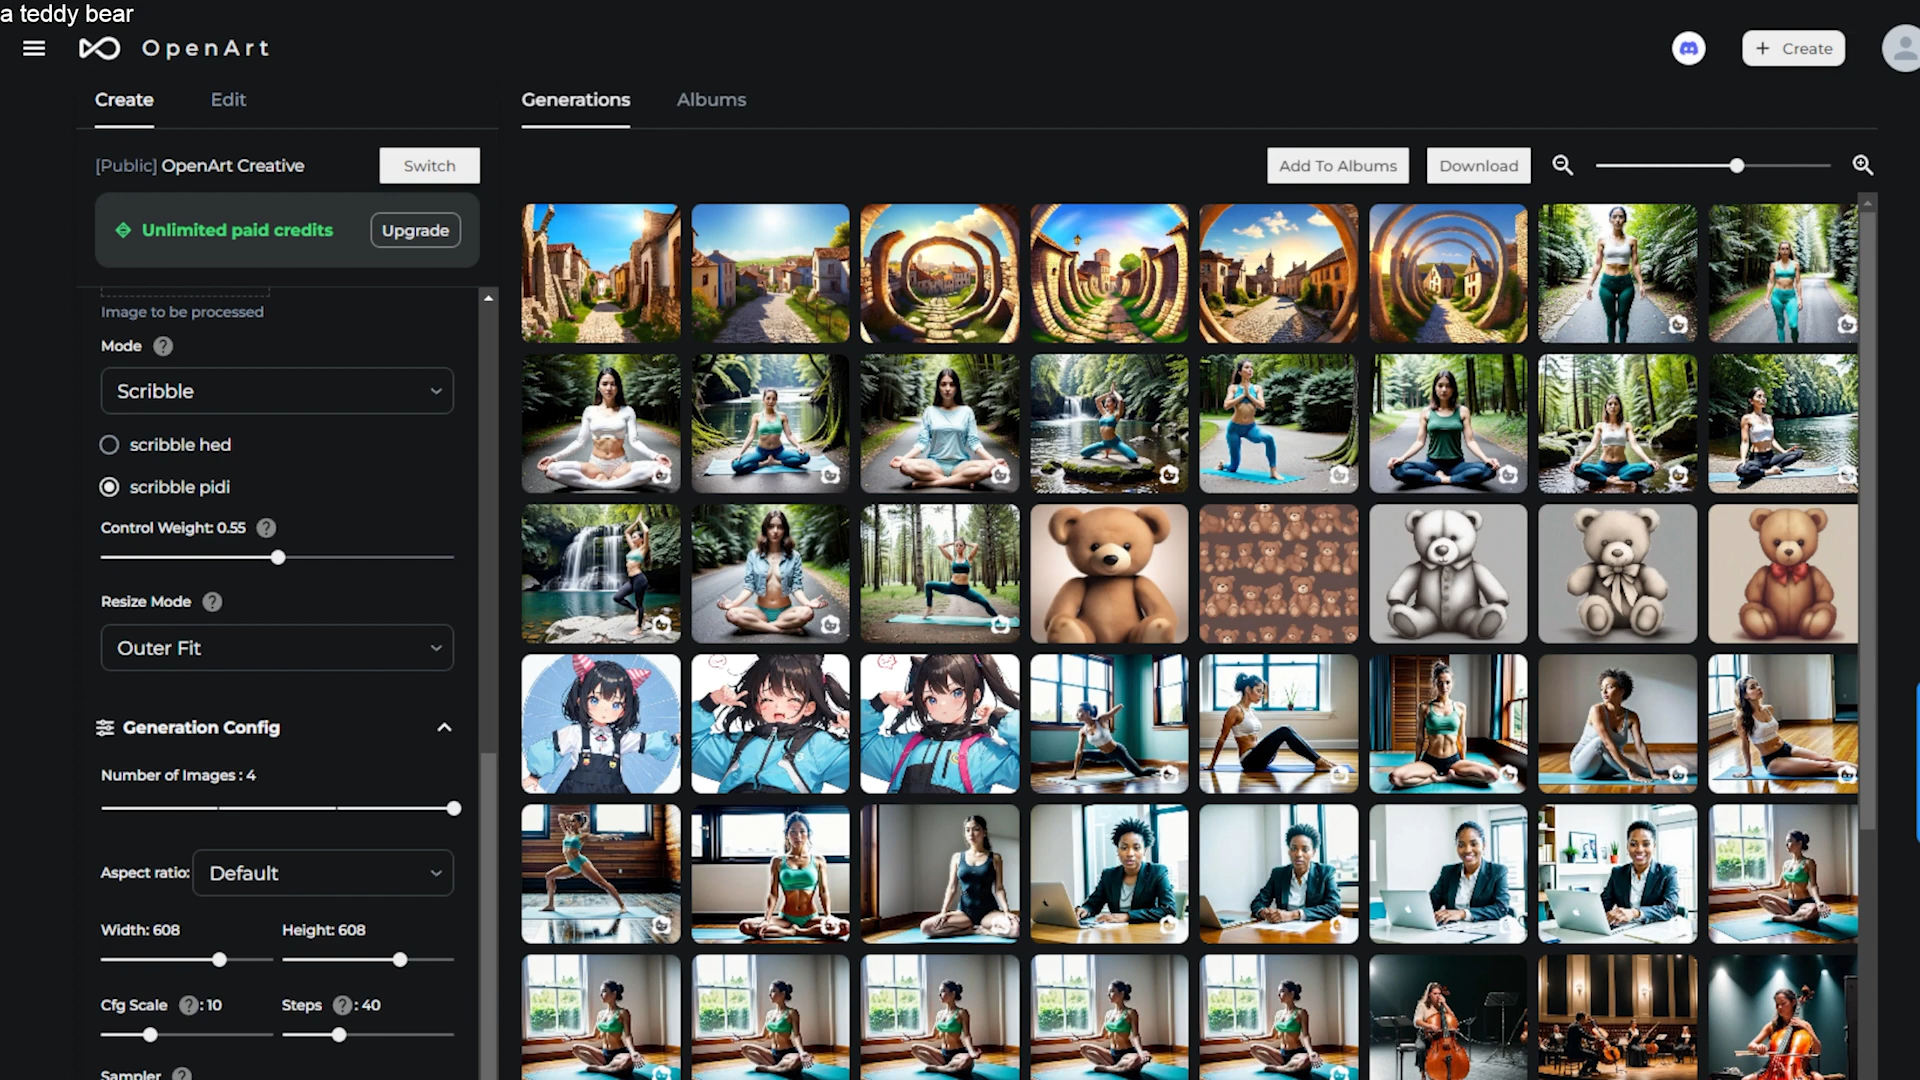 a teddy bear
OpenArt
Create
Create
Edit
Generations
Albums
[Public] OpenArt Creative
Switch
Add To Albums
Download
Unlimited paid credits
Upgrade
Image to be processed
Mode ?
Scribble
scribble hed
scribble pidi
Control Weight: 0.55 ?
Resize Mode ?
Outer Fit
Generation Config
Number of Images : 4
Aspect ratio: Default
Width: 608
Height: 608
Cfg Scale ? : 10
Steps ? : 40
Sampler ?